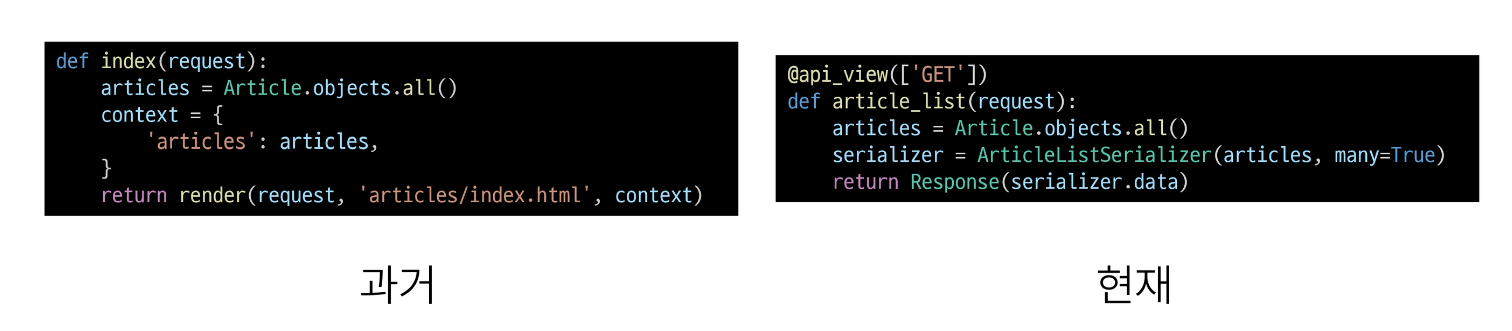 def index(request):
    articles = Article.objects.all()
    context = {
        'articles': articles,
    }
    return render(request, 'articles/index.html', context)
과거
@api_view(['GET'])
def article_list(request):
    articles = Article.objects.all()
    serializer = ArticleListSerializer(articles, many=True)
    return Response(serializer.data)
현재